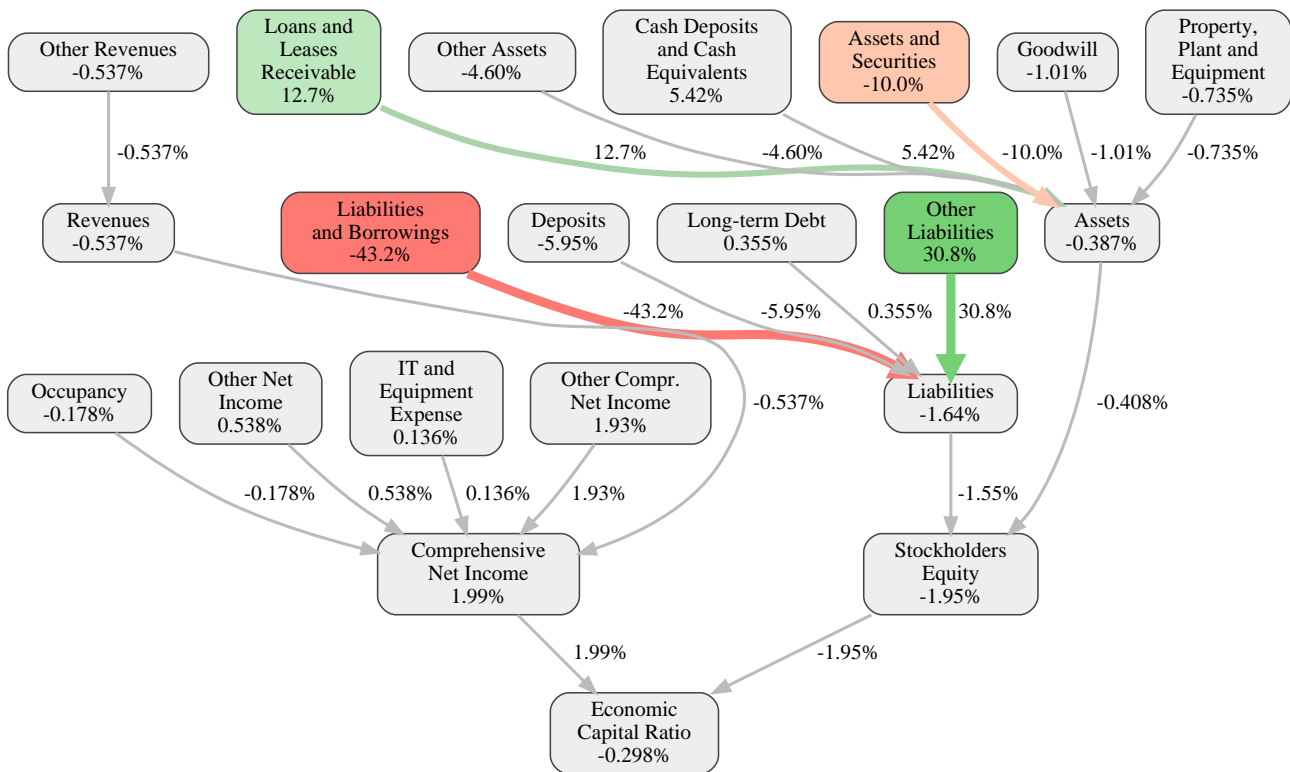 Other Revenues
-0.537%
Loans and
Leases
Receivable
12.7%
Other Assets
-4.60%
Cash Deposits
and Cash
Equivalents
5.42%
Assets and
Securities
-10.0%
Goodwill
-1.01%
Property,
Plant and
Equipment
-0.735%
-0.537%
12.7%
-4.60%
5.42%
-10.0%
-1.01%
-0.735%
Revenues
-0.537%
Liabilities
and Borrowings
-43.2%
Deposits
-5.95%
Long-term Debt
0.355%
Other
Liabilities
30.8%
Assets
-0.387%
-43.2%
-5.95%
0.355%
30.8%
Occupancy
-0.178%
Other Net
Income
0.538%
IT and
Equipment
Expense
0.136%
Other Compr.
Net Income
1.93%
-0.537%
Liabilities
-1.64%
-0.408%
-0.178%
0.538%
0.136%
1.93%
-1.55%
Comprehensive
Net Income
1.99%
Stockholders
Equity
-1.95%
1.99%
-1.95%
Economic
Capital Ratio
-0.298%